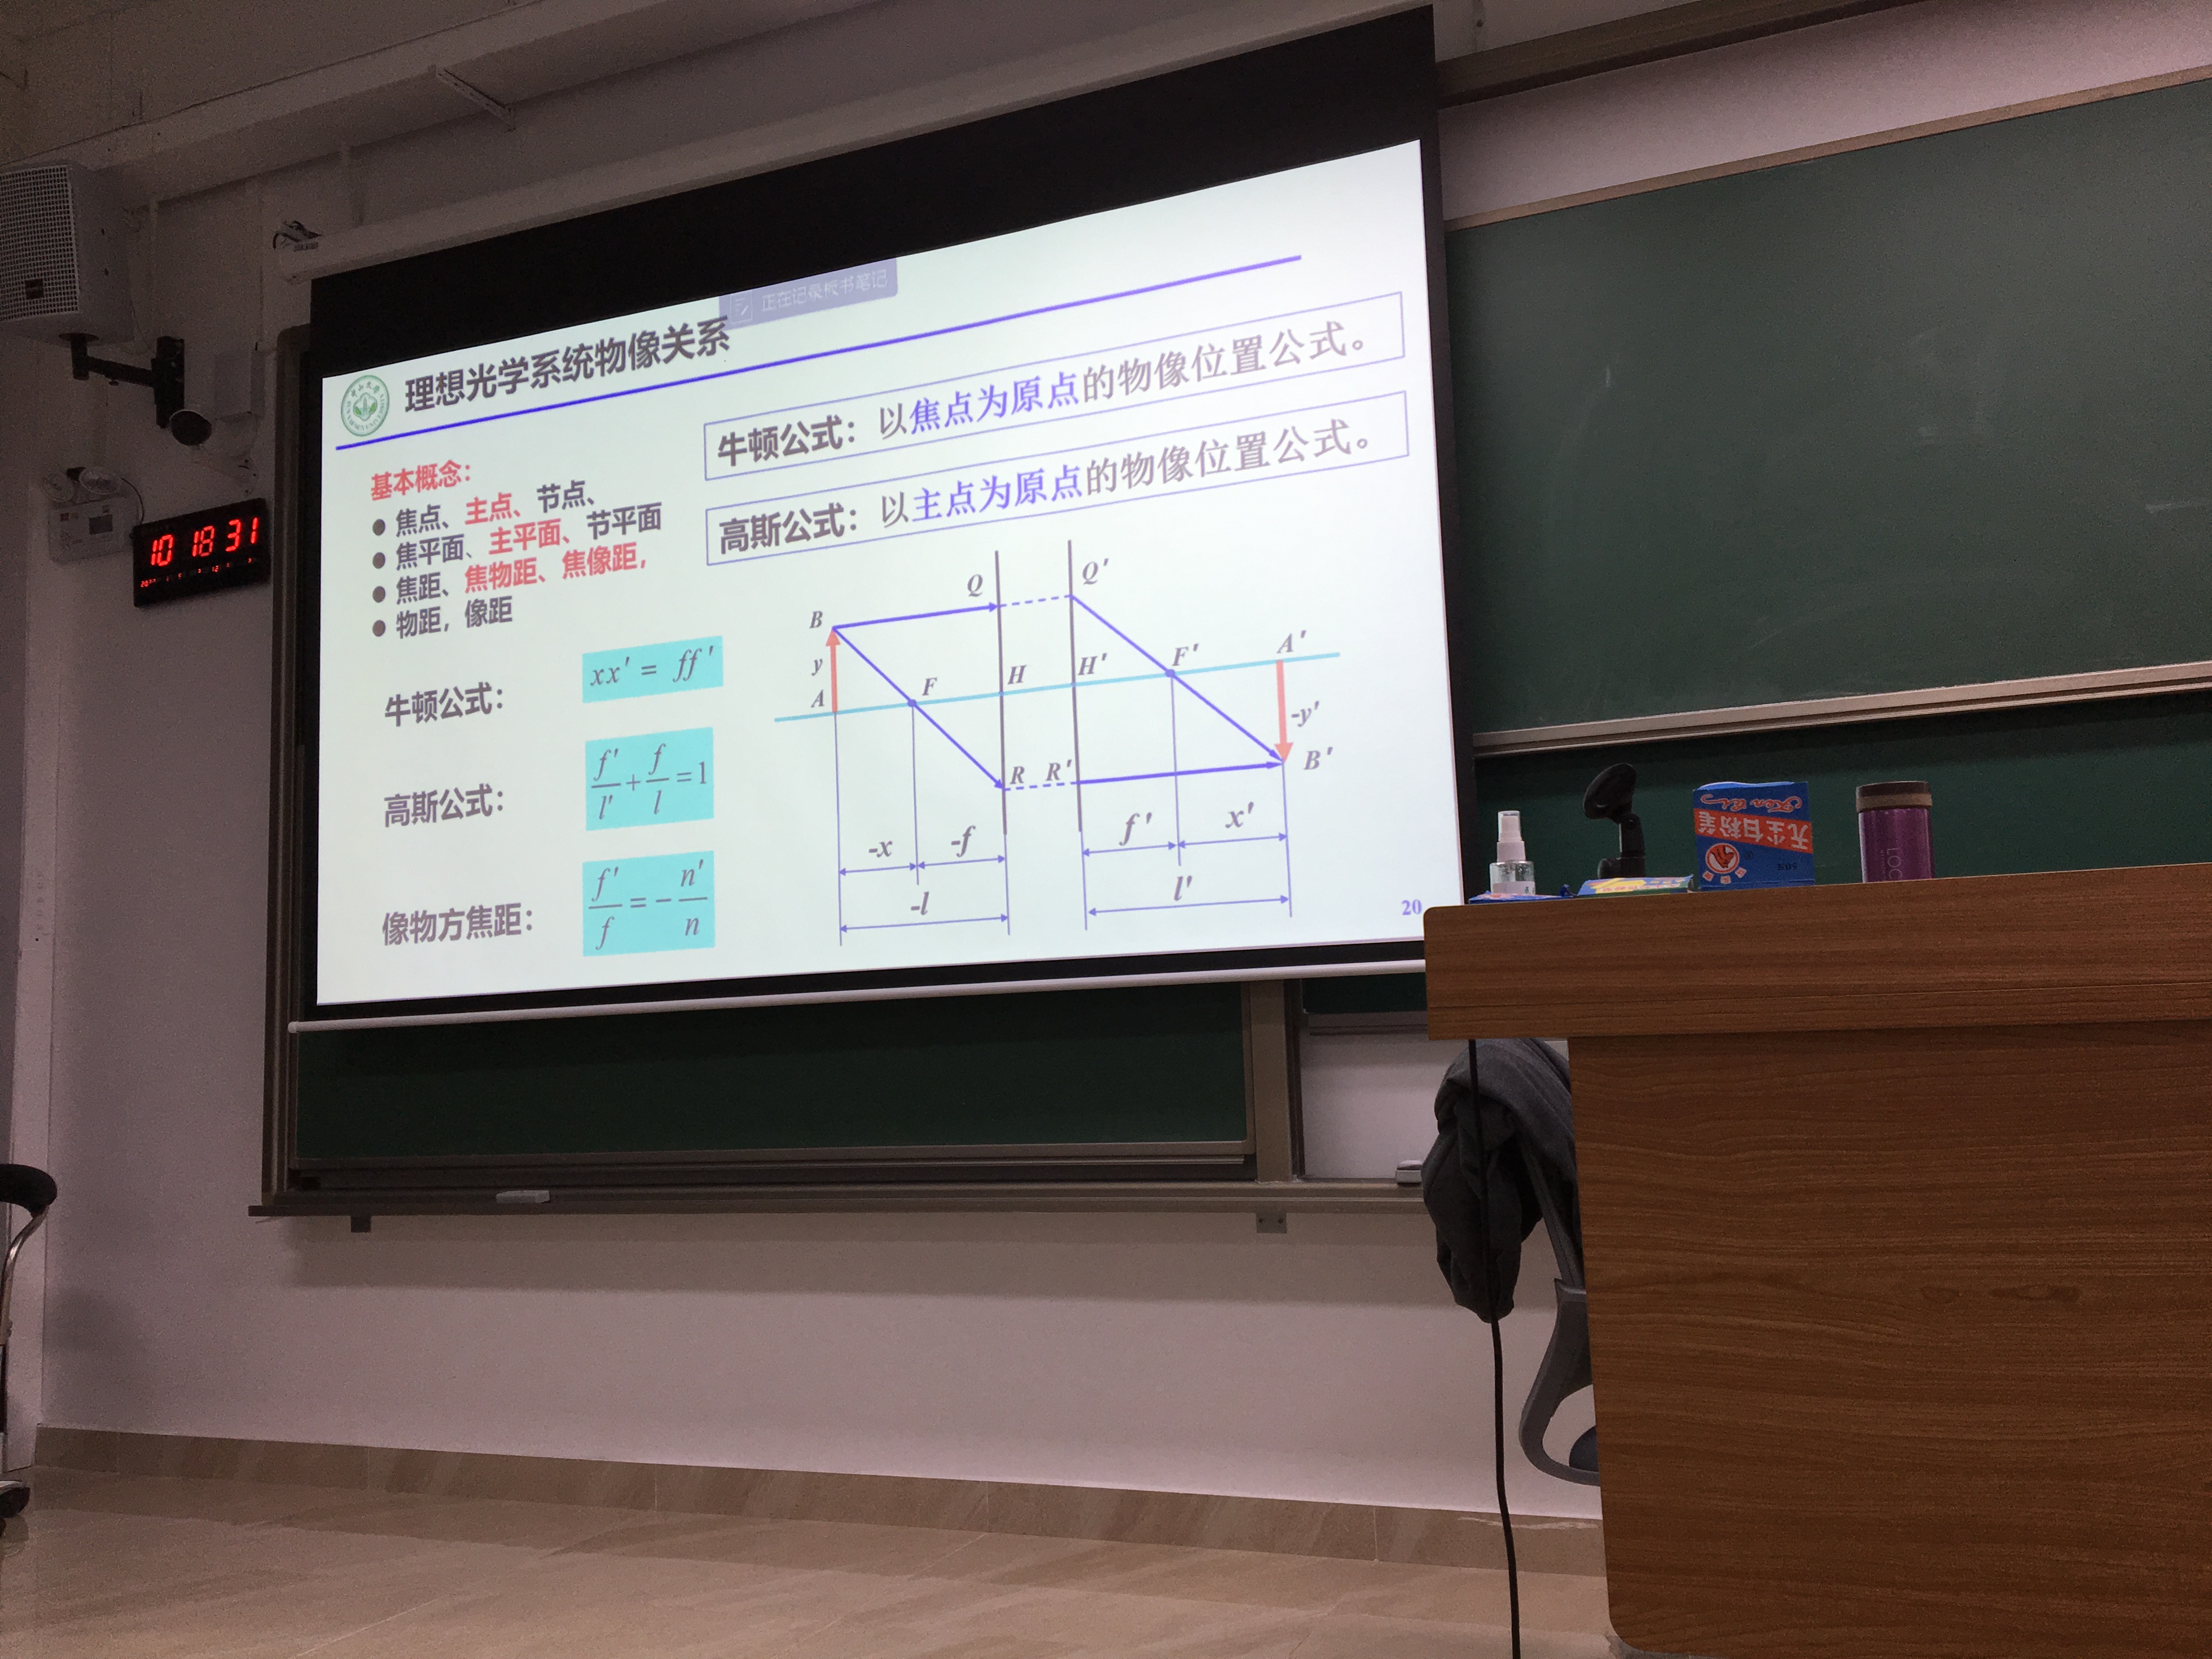 正在记录板书笔记
理想光学系统物像关系
牛顿公式：以焦点为原点的物像位置公式。
高斯公式：以主点为原点的物像位置公式。
基本概念：
● 焦点、主点、节点、
● 焦平面、主平面、节平面
● 焦距、焦物距、焦像距，
● 物距，像距
牛顿公式： xx' = ff'
高斯公式： f'/l' + f/l = 1
像物方焦距： f'/f = -n'/n
Q Q'
B
y
A F H H' F' A'
-y'
R R' B'
-x -f f' x'
-l l'
20
10 18 31
无尘白粉笔
LOC